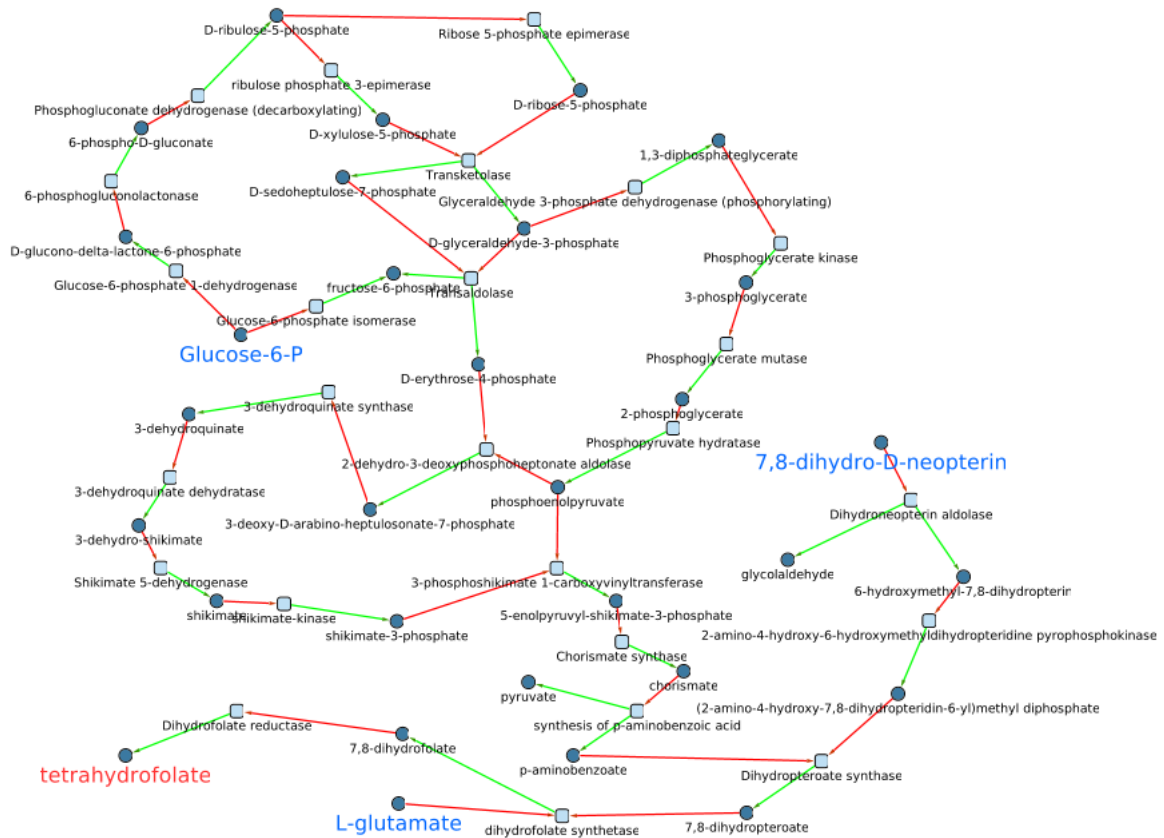 D-ribulose-5-phosphate
Ribose 5-phosphate epimerase
ribulose phosphate 3-epimerase
Phosphogluconate dehydrogenase (decarboxylating)
D-ribose-5-phosphate
6-phospho-D-gluconate
D-xylulose-5-phosphate
1,3-diphosphateglycerate
Transketolase
6-phosphogluconolactonase
D-sedoheptulose-7-phosphate
Glyceraldehyde 3-phosphate dehydrogenase (phosphorylating)
D-glucono-delta-lactone-6-phosphate
D-glyceraldehyde-3-phosphate
Phosphoglycerate kinase
Glucose-6-phosphate 1-dehydrogenase
fructose-6-phosphate
Transaldolase
3-phosphoglycerate
Glucose-6-phosphate isomerase
Glucose-6-P
Phosphoglycerate mutase
D-erythrose-4-phosphate
3-dehydroquinate synthase
2-phosphoglycerate
3-dehydroquinate
Phosphopyruvate hydratase
2-dehydro-3-deoxyphosphoheptonate aldolase
7,8-dihydro-D-neopterin
3-dehydroquinate dehydratase
phosphoenolpyruvate
Dihydroneopterin aldolase
3-deoxy-D-arabino-heptulosonate-7-phosphate
3-dehydro-shikimate
glycolaldehyde
Shikimate 5-dehydrogenase
3-phosphoshikimate 1-carboxyvinyltransferase
6-hydroxymethyl-7,8-dihydropterin
shikimate
shikimate-kinase
5-enolpyruvyl-shikimate-3-phosphate
shikimate-3-phosphate
2-amino-4-hydroxy-6-hydroxymethyldihydropteridine pyrophosphokinase
Chorismate synthase
chorismate
pyruvate
(2-amino-4-hydroxy-7,8-dihydropteridin-6-yl)methyl diphosphate
synthesis of p-aminobenzoic acid
Dihydrofolate reductase
7,8-dihydrofolate
p-aminobenzoate
tetrahydrofolate
Dihydropteroate synthase
L-glutamate
dihydrofolate synthetase
7,8-dihydropteroate